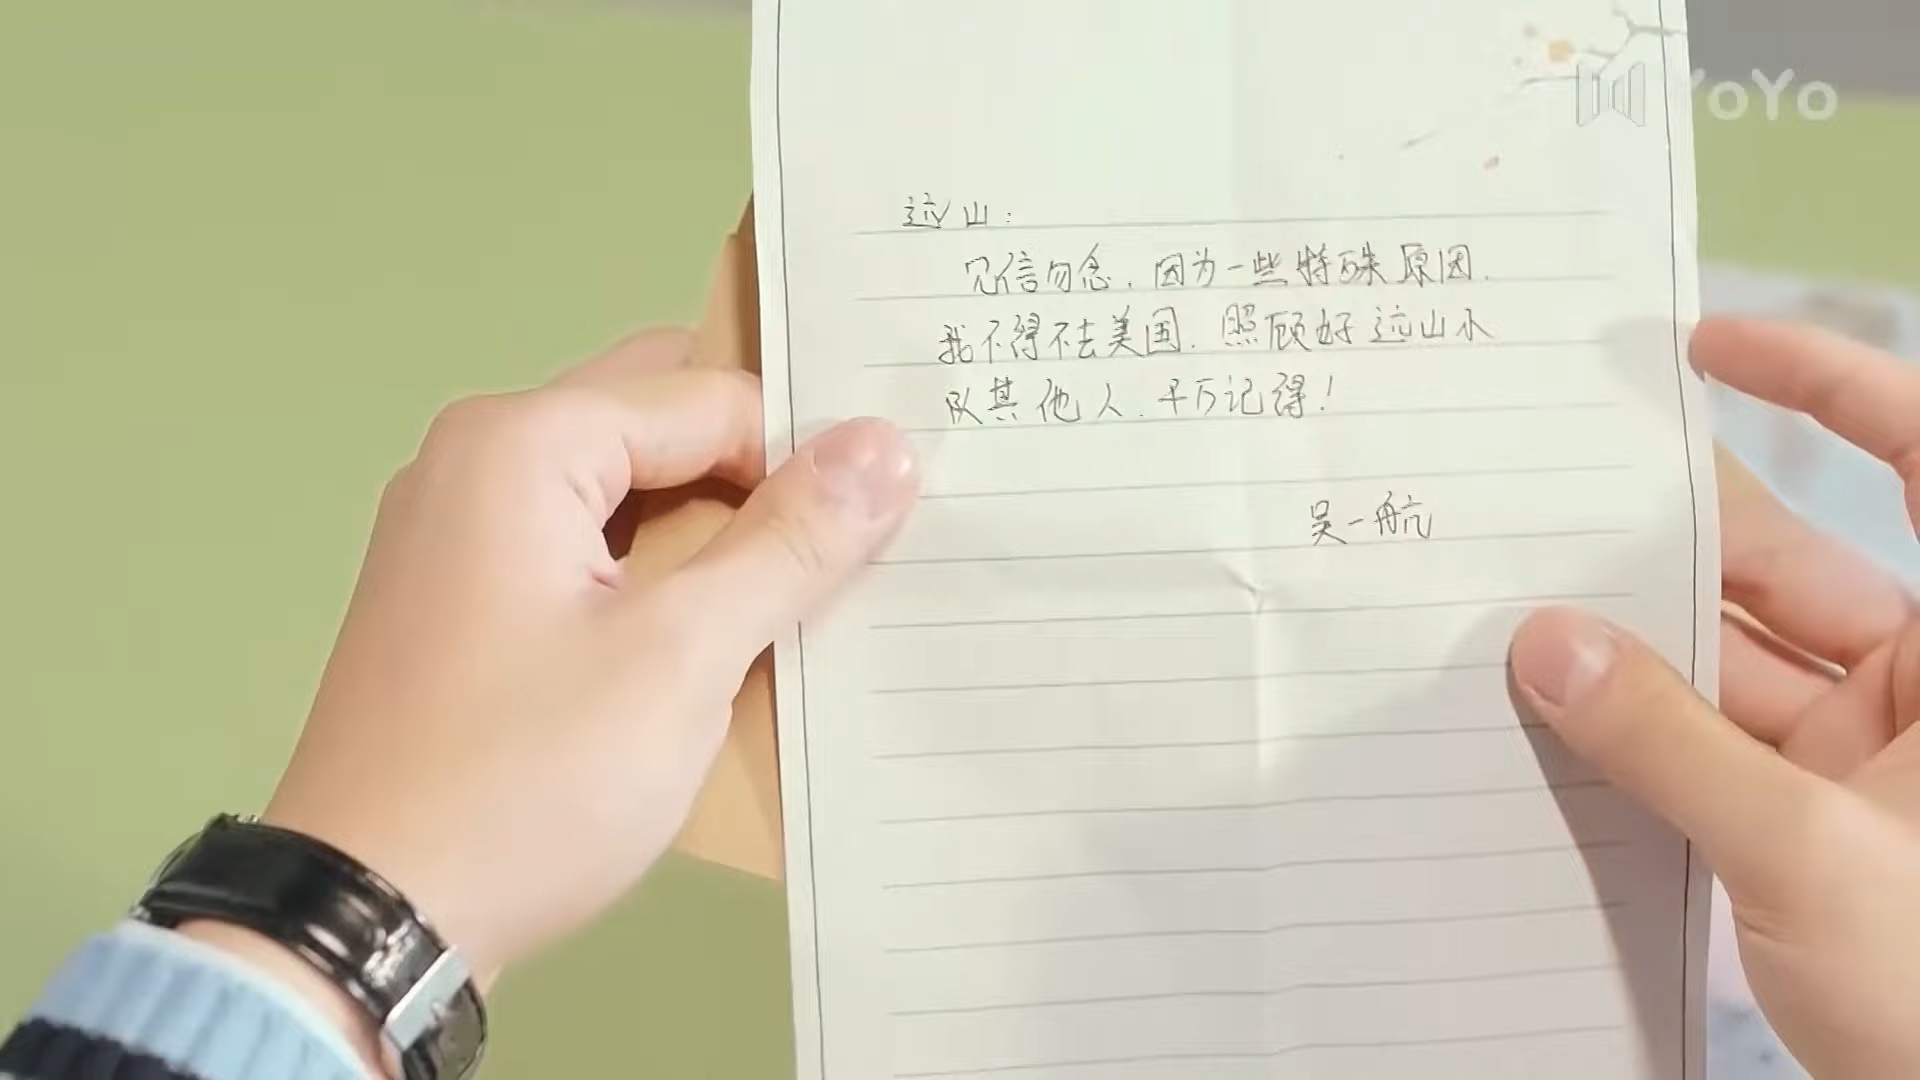 YoYo
远山：
见信勿念，因为一些特殊原因，
我不得不去美国，照顾好远山小
队其他人，千万记得！
吴一航